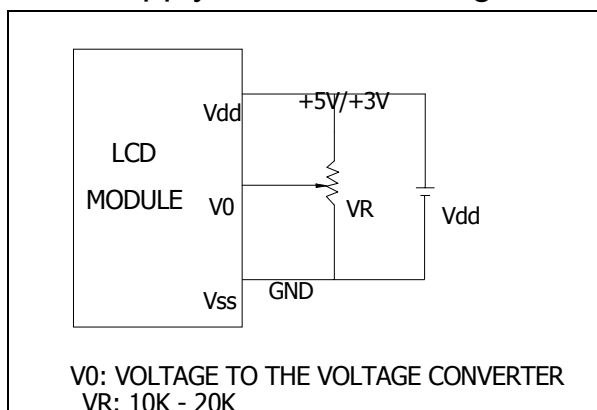 +5V/+3V
Vdd
LCD
MODULE
V0
VR
Vdd
GND
Vss
V0: VOLTAGE TO THE VOLTAGE CONVERTER
VR: 10K - 20K